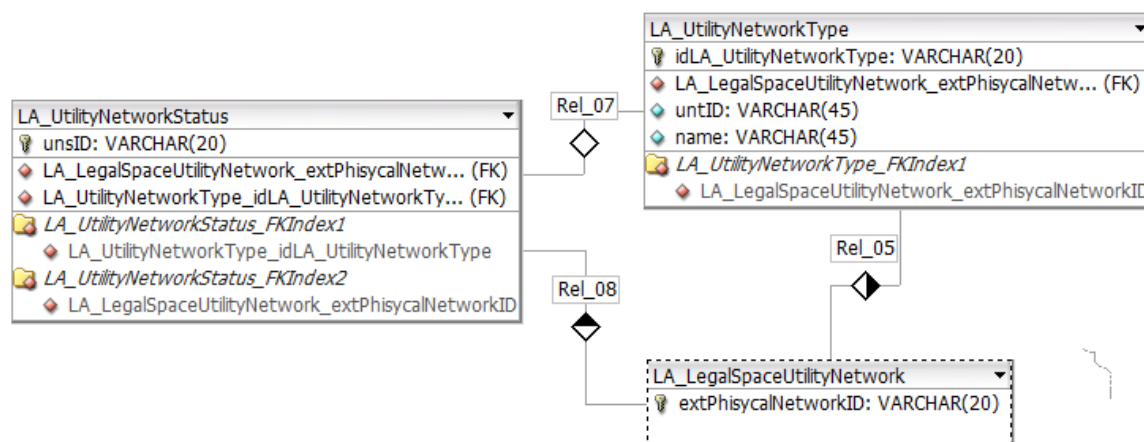 LA_UtilityNetworkType
idLA_UtilityNetworkType: VARCHAR(20)
LA_LegalSpaceUtilityNetwork_extPhisycalNetw... (FK)
untID: VARCHAR(45)
name: VARCHAR(45)
LA_UtilityNetworkType_FKIndex1
LA_LegalSpaceUtilityNetwork_extPhisycalNetworkID
Rel_07
LA_UtilityNetworkStatus
unsID: VARCHAR(20)
LA_LegalSpaceUtilityNetwork_extPhisycalNetw... (FK)
LA_UtilityNetworkType_idLA_UtilityNetworkTy... (FK)
LA_UtilityNetworkStatus_FKIndex1
LA_UtilityNetworkType_idLA_UtilityNetworkType
LA_UtilityNetworkStatus_FKIndex2
LA_LegalSpaceUtilityNetwork_extPhisycalNetworkID
Rel_05
Rel_08
LA_LegalSpaceUtilityNetwork
extPhisycalNetworkID: VARCHAR(20)